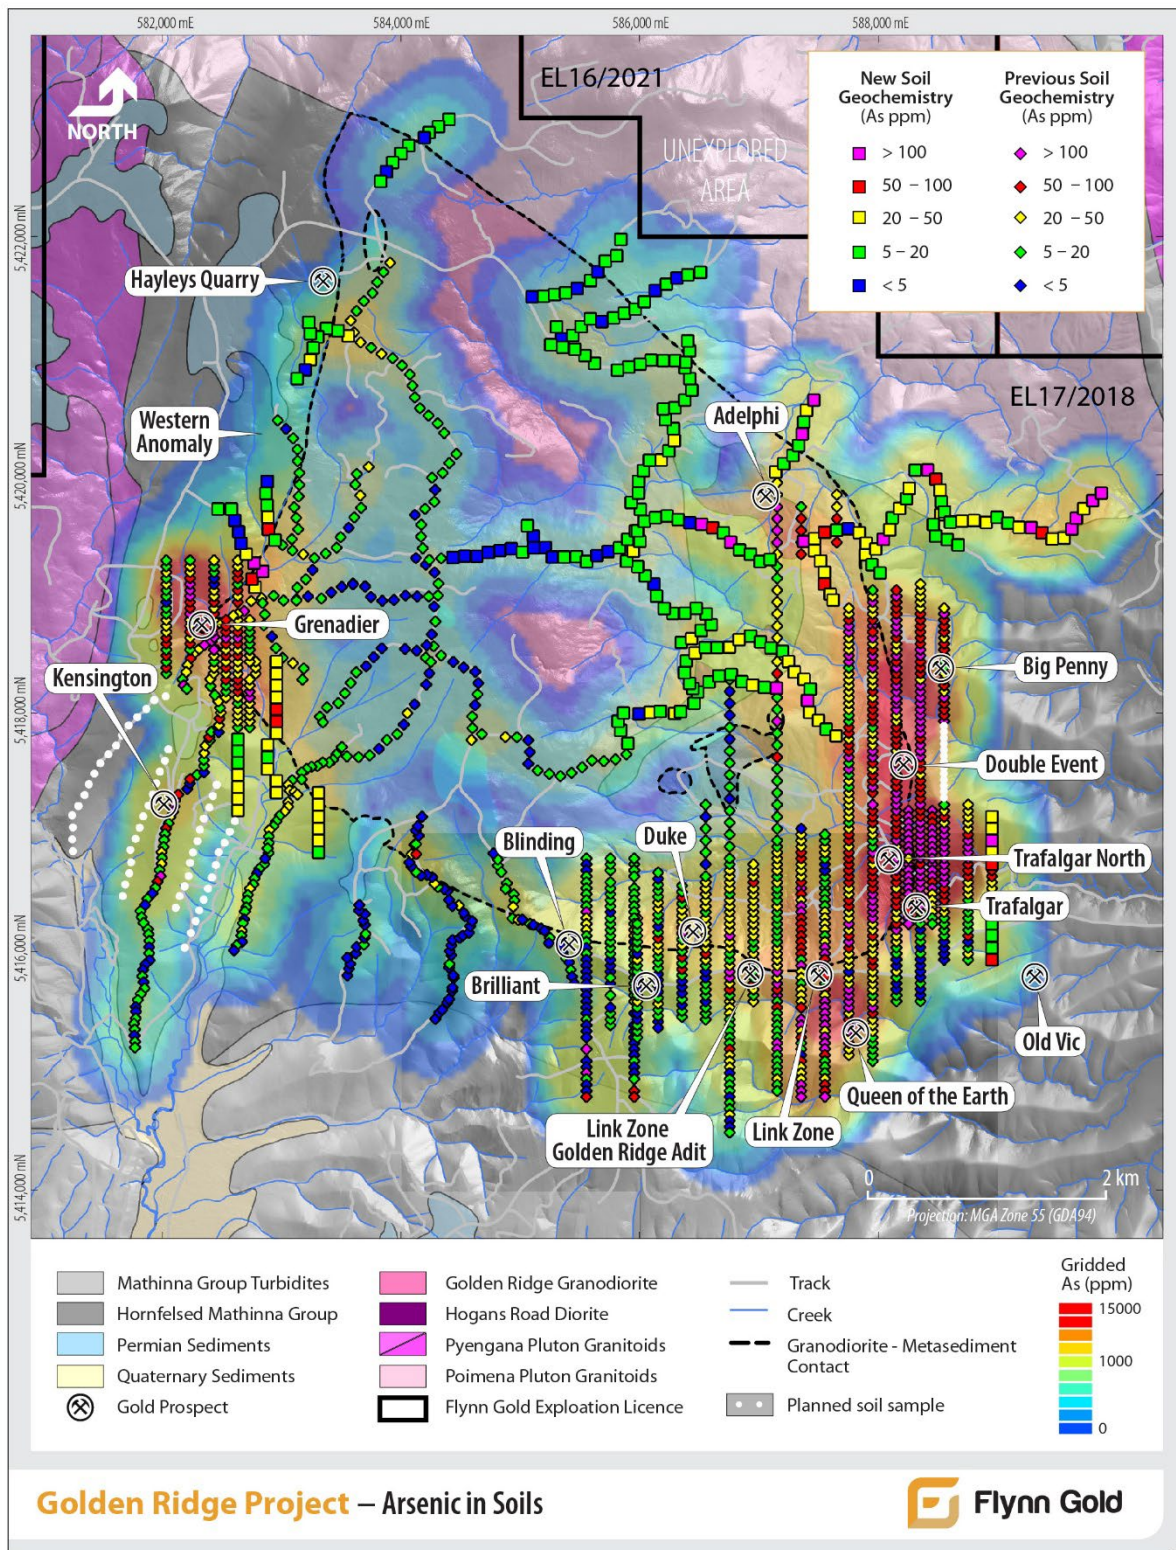 582,000 mE
584,000 mE
586,000 mE
588,000 mE
5,422,000 mN
5,420,000 mN
5,418,000 mN
5,416,000 mN
5,414,000 mN
NORTH
EL16/2021
UNEXPLORED
AREA
EL17/2018
New Soil
Geochemistry
(As ppm)
> 100
50 – 100
20 – 50
5 – 20
< 5
Previous Soil
Geochemistry
(As ppm)
> 100
50 – 100
20 – 50
5 – 20
< 5
Hayleys Quarry
Western
Anomaly
Adelphi
Grenadier
Kensington
Big Penny
Double Event
Blinding
Duke
Trafalgar North
Trafalgar
Brilliant
Old Vic
Queen of the Earth
Link Zone
Golden Ridge Adit
Link Zone
0
2 km
Projection: MGA Zone 55 (GDA94)
Mathinna Group Turbidites
Hornfelsed Mathinna Group
Permian Sediments
Quaternary Sediments
Gold Prospect
Golden Ridge Granodiorite
Hogans Road Diorite
Pyengana Pluton Granitoids
Poimena Pluton Granitoids
Flynn Gold Exploation Licence
Track
Creek
Granodiorite - Metasediment
Contact
Planned soil sample
Gridded
As (ppm)
15000
1000
0
Golden Ridge Project – Arsenic in Soils
Flynn Gold